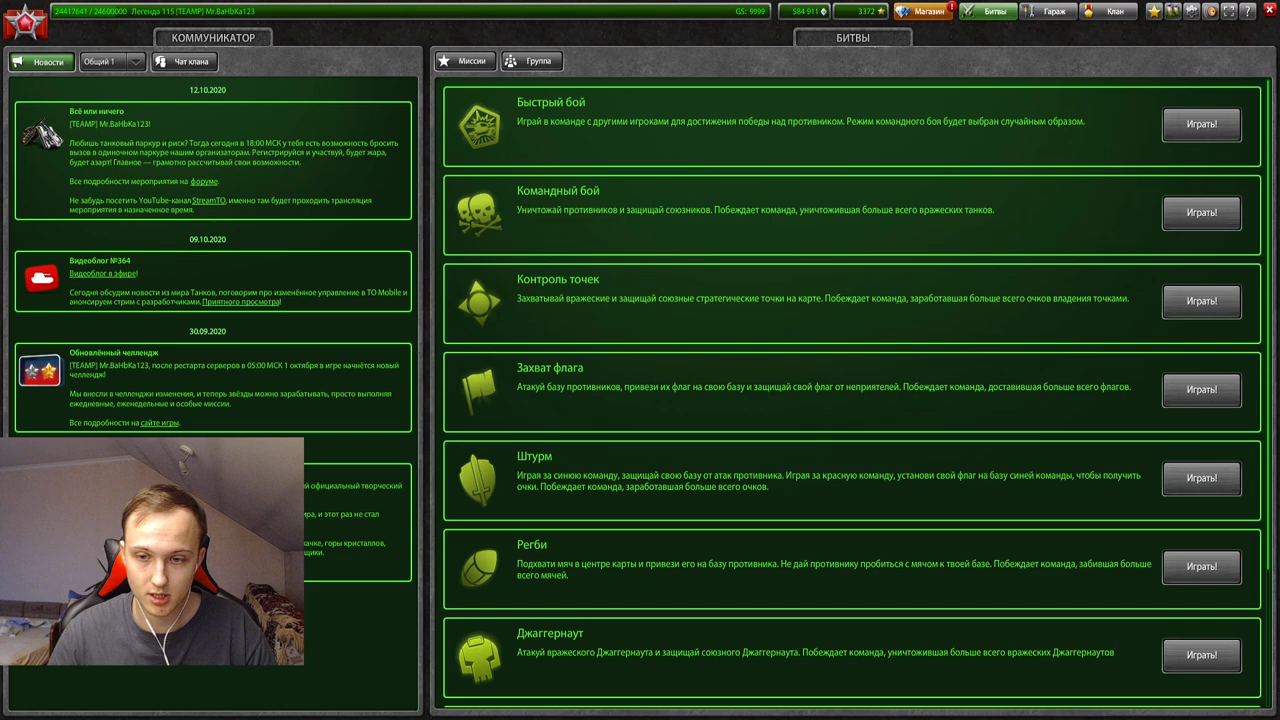 24417641 / 24600000 Легенда 115 [TEAMP] Mr.BaHbKa123
GS: 9999
584 911
3372
Магазин
Битвы
Гараж
Клан
КОММУНИКАТОР
БИТВЫ
Новости
Общий 1
Чат клана
Миссии
Группа
12.10.2020
Всё или ничего
[TEAMP] Mr.BaHbKa123!
Любишь танковый паркур и риск? Тогда сегодня в 18:00 МСК у тебя есть возможность бросить
вызов в одиночном паркуре нашим организаторам. Регистрируйся и участвуй, будет жара,
будет азарт! Главное — грамотно рассчитывай свои возможности.
Все подробности мероприятия на форуме.
Не забудь посетить YouTube-канал StreamTO, именно там будет проходить трансляция
мероприятия в назначенное время.
09.10.2020
Видеоблог №364
Видеоблог в эфире!
Сегодня обсудим новости из мира Танков, поговорим про изменённое управление в TO Mobile и
анонсируем стрим с разработчиками. Приятного просмотра!
30.09.2020
Обновлённый челлендж
[TEAMP] Mr.BaHbKa123, после рестарта серверов в 05:00 МСК 1 октября в игре начнётся новый
челлендж!
Мы внесли в челленджи изменения, и теперь звёзды можно зарабатывать, просто выполняя
ежедневные, еженедельные и особые миссии.
Все подробности на сайте игры.
й официальный творческий
ира, и этот раз не стал
качке, горы кристаллов,
щики.
Быстрый бой
Играй в команде с другими игроками для достижения победы над противником. Режим командного боя будет выбран случайным образом.
Играть!
Командный бой
Уничтожай противников и защищай союзников. Побеждает команда, уничтожившая больше всего вражеских танков.
Играть!
Контроль точек
Захватывай вражеские и защищай союзные стратегические точки на карте. Побеждает команда, заработавшая больше всего очков владения точками.
Играть!
Захват флага
Атакуй базу противников, привези их флаг на свою базу и защищай свой флаг от неприятелей. Побеждает команда, доставившая больше всего флагов.
Играть!
Штурм
Играя за синюю команду, защищай свою базу от атак противника. Играя за красную команду, установи свой флаг на базу синей команды, чтобы получить
очки. Побеждает команда, заработавшая больше всего очков.
Играть!
Регби
Подхвати мяч в центре карты и привези его на базу противника. Не дай противнику пробиться с мячом к твоей базе. Побеждает команда, забившая больше
всего мячей.
Играть!
Джаггернаут
Атакуй вражеского Джаггернаута и защищай союзного Джаггернаута. Побеждает команда, уничтожившая больше всего вражеских Джаггернаутов
Играть!